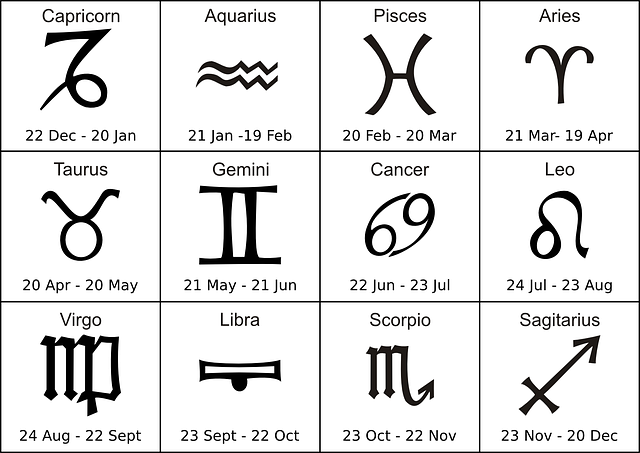 Capricorn
Aquarius
Pisces
Aries
22 Dec - 20 Jan
21 Jan -19 Feb
20 Feb - 20 Mar
21 Mar- 19 Apr
Taurus
Gemini
Cancer
Leo
20 Apr - 20 May
21 May - 21 Jun
22 Jun - 23 Jul
24 Jul - 23 Aug
Virgo
Libra
Scorpio
Sagitarius
24 Aug - 22 Sept
23 Sept - 22 Oct
23 Oct - 22 Nov
23 Nov - 20 Dec